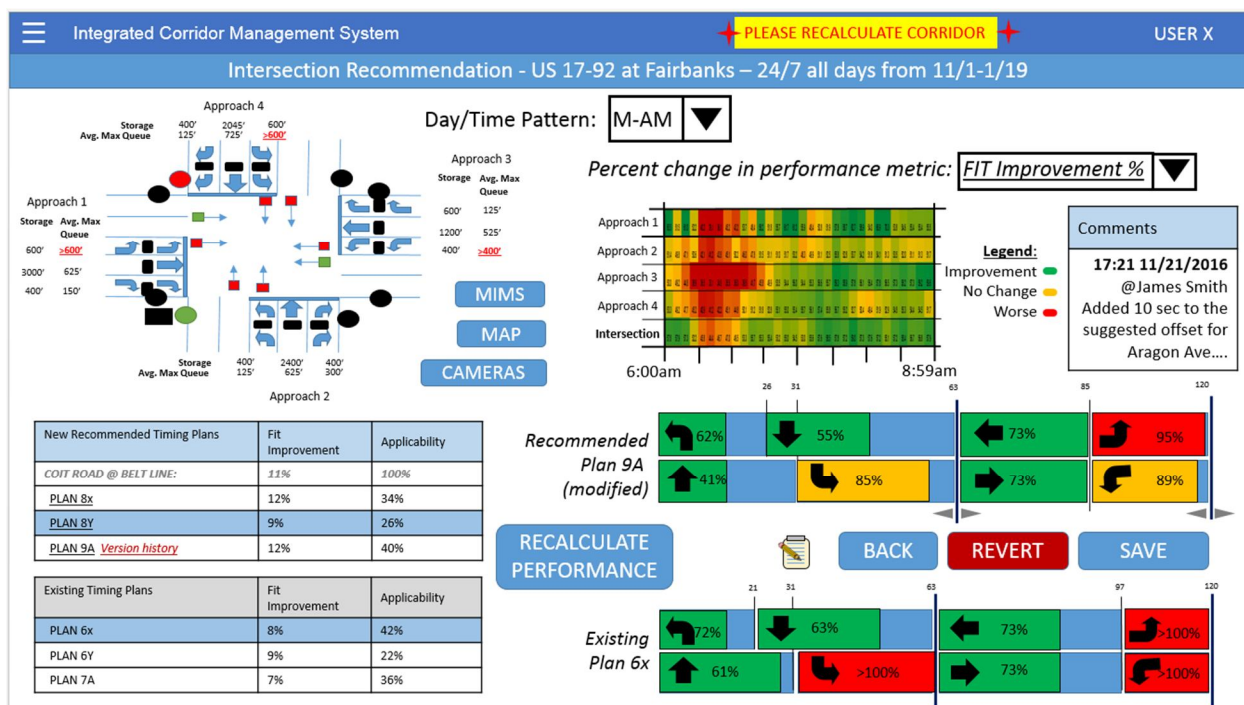 Integrated Corridor Management System
PLEASE RECALCULATE CORRIDOR
USER X
Intersection Recommendation - US 17-92 at Fairbanks – 24/7 all days from 11/1-1/19
Approach 4
Storage 400' 2045' 600'
Avg. Max Queue 125' 725' >600'
Approach 3
Storage Avg. Max Queue
600' 125'
1200' 525'
400' >400'
Approach 1
Storage Avg. Max Queue
600' >600'
3000' 625'
400' 150'
Storage 400' 2400' 400'
Avg. Max Queue 125' 625' 300'
Approach 2
MIMS
MAP
CAMERAS
Day/Time Pattern: M-AM
Percent change in performance metric: FIT Improvement %
Approach 1
Approach 2
Approach 3
Approach 4
Intersection
6:00am 8:59am
Legend:
Improvement
No Change
Worse
Comments
17:21 11/21/2016
@James Smith
Added 10 sec to the
suggested offset for
Aragon Ave....
New Recommended Timing Plans Fit Improvement Applicability
COIT ROAD @ BELT LINE: 11% 100%
PLAN 8x 12% 34%
PLAN 8Y 9% 26%
PLAN 9A Version history 12% 40%
Existing Timing Plans Fit Improvement Applicability
PLAN 6x 8% 42%
PLAN 6Y 9% 22%
PLAN 7A 7% 36%
26 31 63 85 120
Recommended
Plan 9A
(modified)
62% 55% 73% 95%
41% 85% 73% 89%
RECALCULATE
PERFORMANCE
BACK
REVERT
SAVE
21 31 63 97 120
Existing
Plan 6x
72% 63% 73% >100%
61% >100% 73% >100%